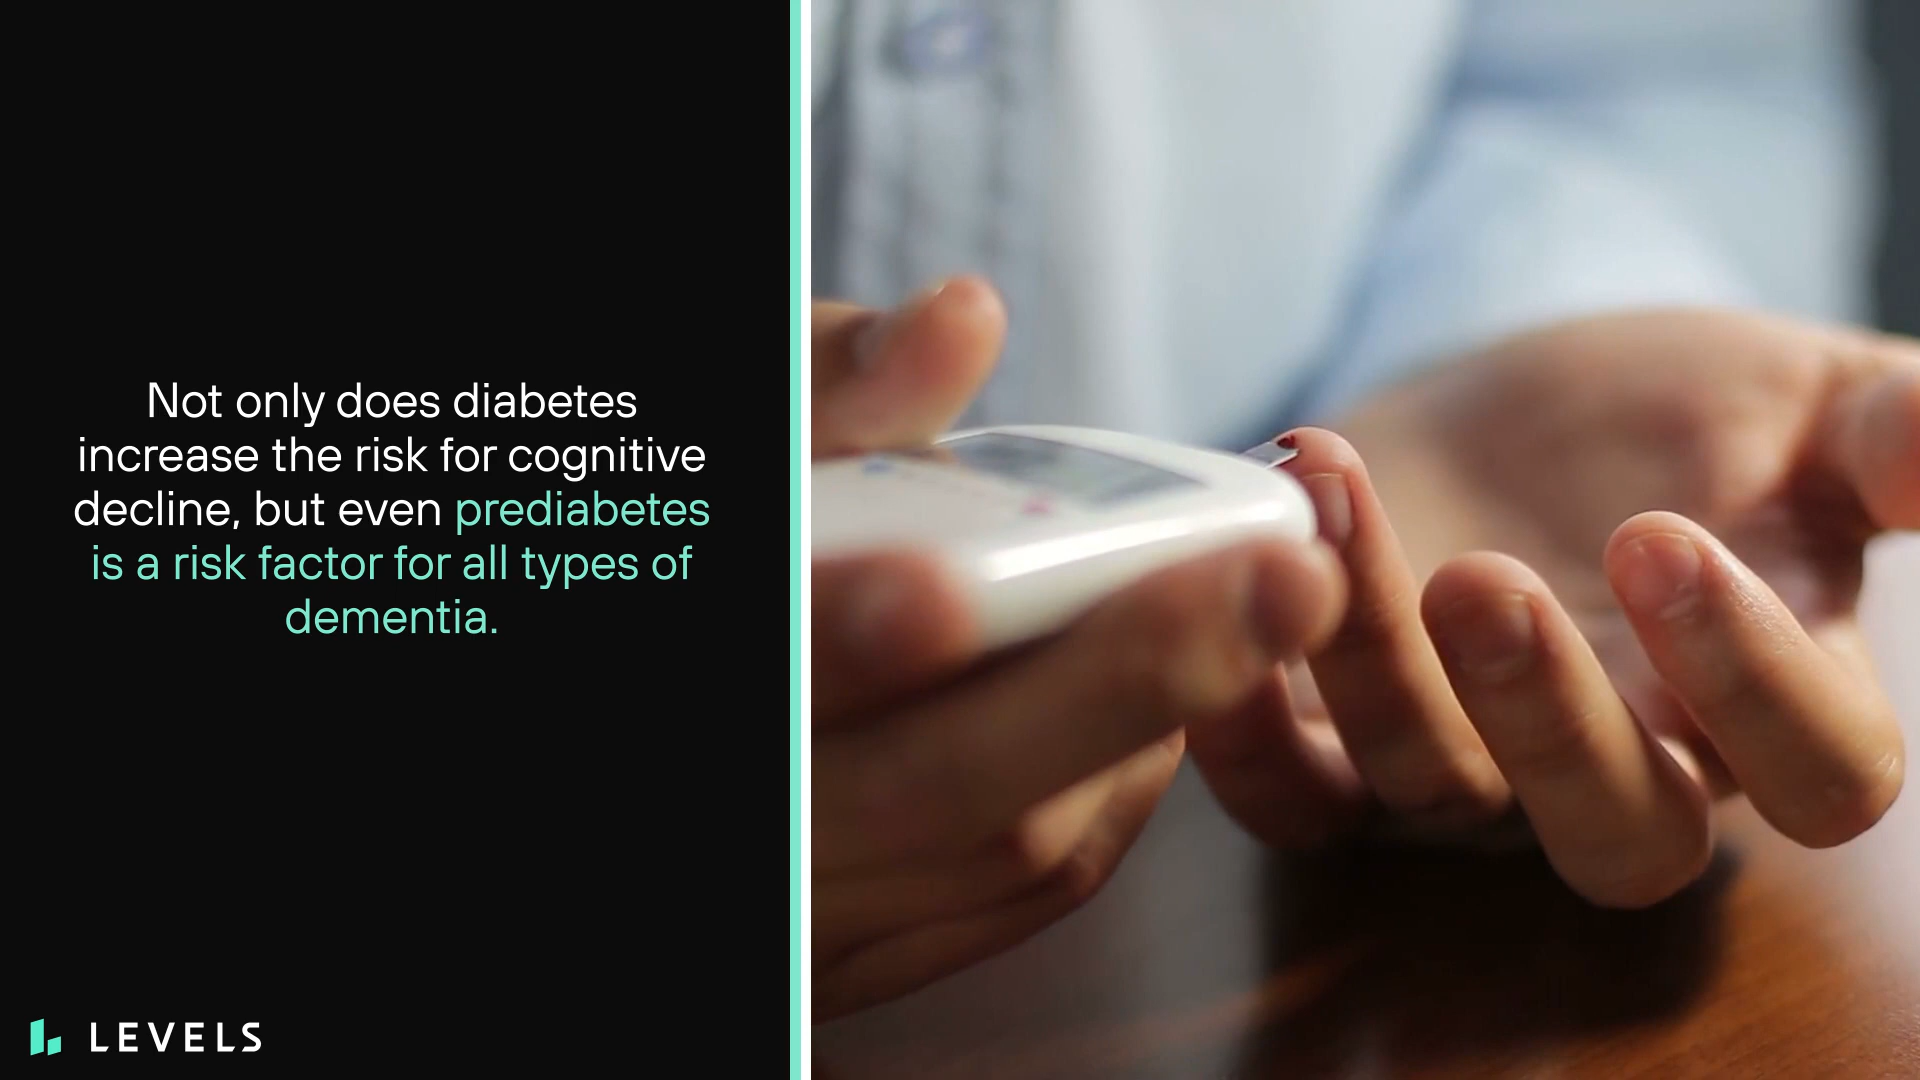 Not only does diabetes
increase the risk for cognitive
decline, but even prediabetes
is a risk factor for all types of
dementia.
LEVELS